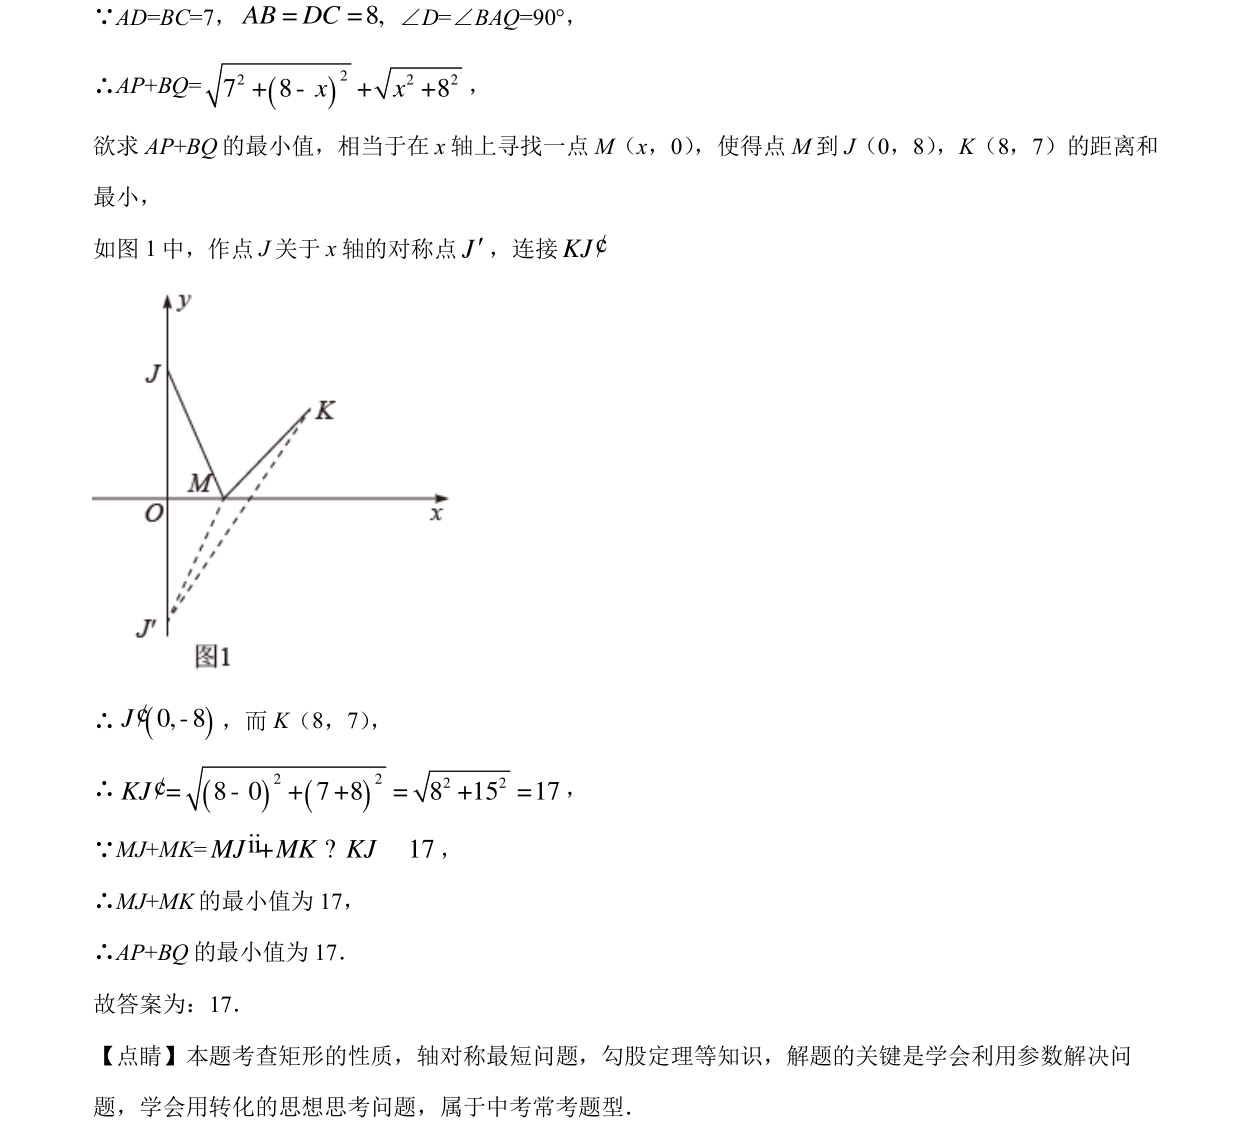 ∵AD=BC=7，AB=DC=8, ∠D=∠BAQ=90°，
∴AP+BQ=√(7²+(8-x)²)+√(x²+8²)，
欲求AP+BQ的最小值，相当于在x轴上寻找一点M（x，0），使得点M到J（0，8），K（8，7）的距离和
最小，
如图1中，作点J关于x轴的对称点J′，连接KJ¢
y
J
K
M
O
x
J′
图1
∴J¢(0,-8)，而K（8，7），
∴KJ¢=√((8-0)²+(7+8)²)=√(8²+15²)=17，
∵MJ+MK=MJ¢¢+MK ? KJ 17，
∴MJ+MK的最小值为17，
∴AP+BQ的最小值为17．
故答案为：17．
【点睛】本题考查矩形的性质，轴对称最短问题，勾股定理等知识，解题的关键是学会利用参数解决问
题，学会用转化的思想思考问题，属于中考常考题型．